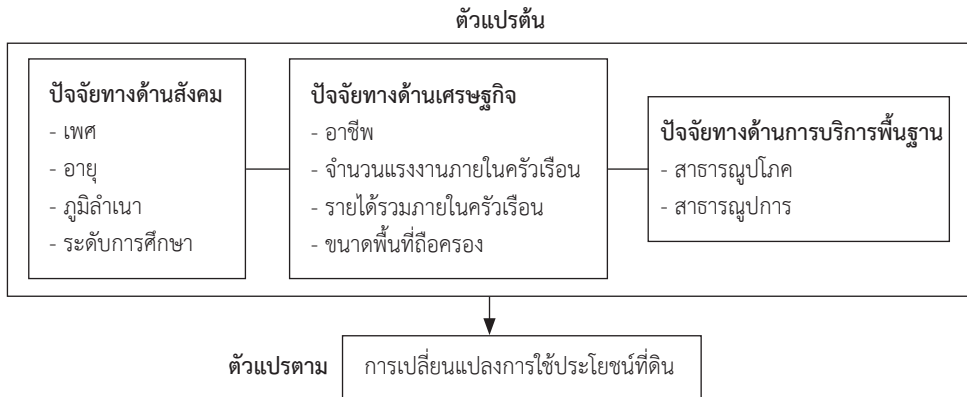 ตัวแปรต้น
ปัจจัยทางด้านสังคม
- เพศ
- อายุ
- ภูมิลำเนา
- ระดับการศึกษา
ปัจจัยทางด้านเศรษฐกิจ
- อาชีพ
- จำนวนแรงงานภายในครัวเรือน
- รายได้รวมภายในครัวเรือน
- ขนาดพื้นที่ถือครอง
ปัจจัยทางด้านการบริการพื้นฐาน
- สาธารณูปโภค
- สาธารณูปการ
ตัวแปรตาม
การเปลี่ยนแปลงการใช้ประโยชน์ที่ดิน